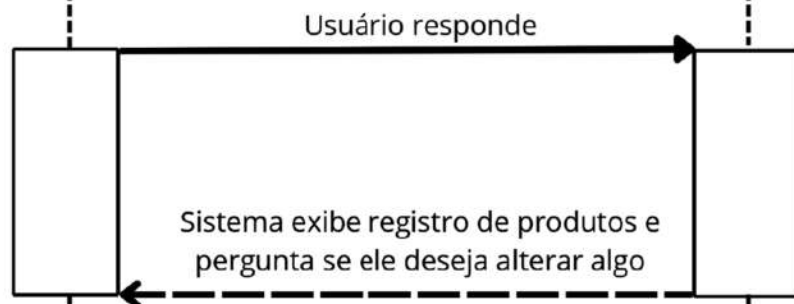 Usuário responde
Sistema exibe registro de produtos e
pergunta se ele deseja alterar algo